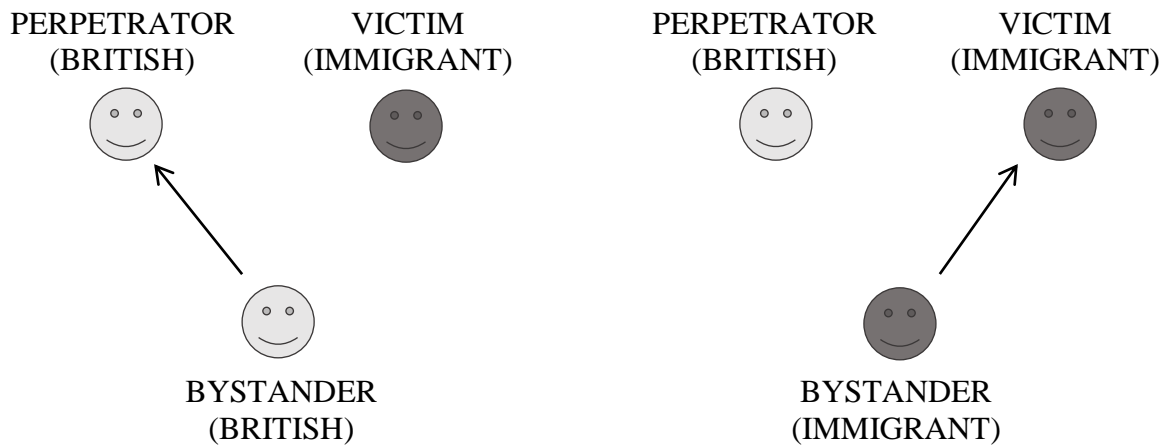 PERPETRATOR
(BRITISH)
VICTIM
(IMMIGRANT)
BYSTANDER
(BRITISH)
PERPETRATOR
(BRITISH)
VICTIM
(IMMIGRANT)
BYSTANDER
(IMMIGRANT)